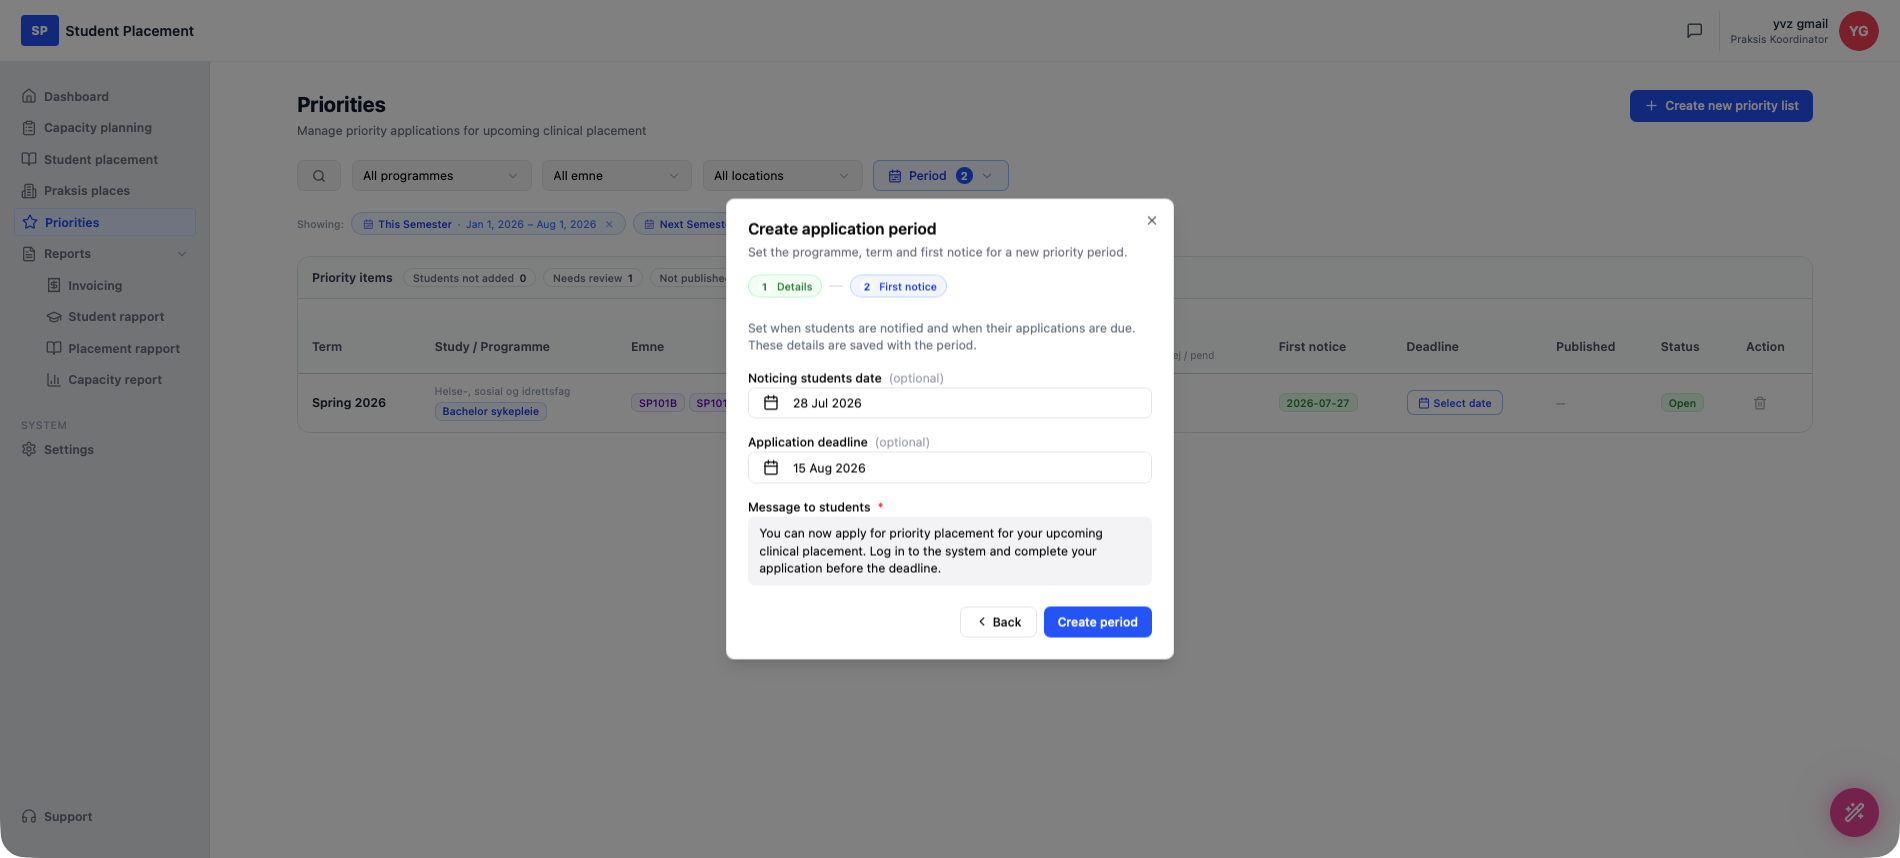 SP Student Placement
yvz gmail
Praksis Koordinator
YG
Dashboard
Capacity planning
Student placement
Praksis places
Priorities
Reports
Invoicing
Student rapport
Placement rapport
Capacity report
SYSTEM
Settings
Support
Priorities
Manage priority applications for upcoming clinical placement
Create new priority list
All programmes
All emne
All locations
Period 2
Showing:
This Semester · Jan 1, 2026 – Aug 1, 2026 ×
Next
Priority items
Students not added 0
Needs review 1
Not
Term
Study / Programme
Emne
/ pend
First notice
Deadline
Published
Status
Action
Spring 2026
Helse-, sosial og idrettsfag
Bachelor sykepleie
SP101B
2026-07-27
Select date
—
Open
Create application period
Set the programme, term and first notice for a new priority period.
1 Details
2 First notice
Set when students are notified and when their applications are due.
These details are saved with the period.
Noticing students date (optional)
28 Jul 2026
Application deadline (optional)
15 Aug 2026
Message to students *
You can now apply for priority placement for your upcoming
clinical placement. Log in to the system and complete your
application before the deadline.
Back
Create period